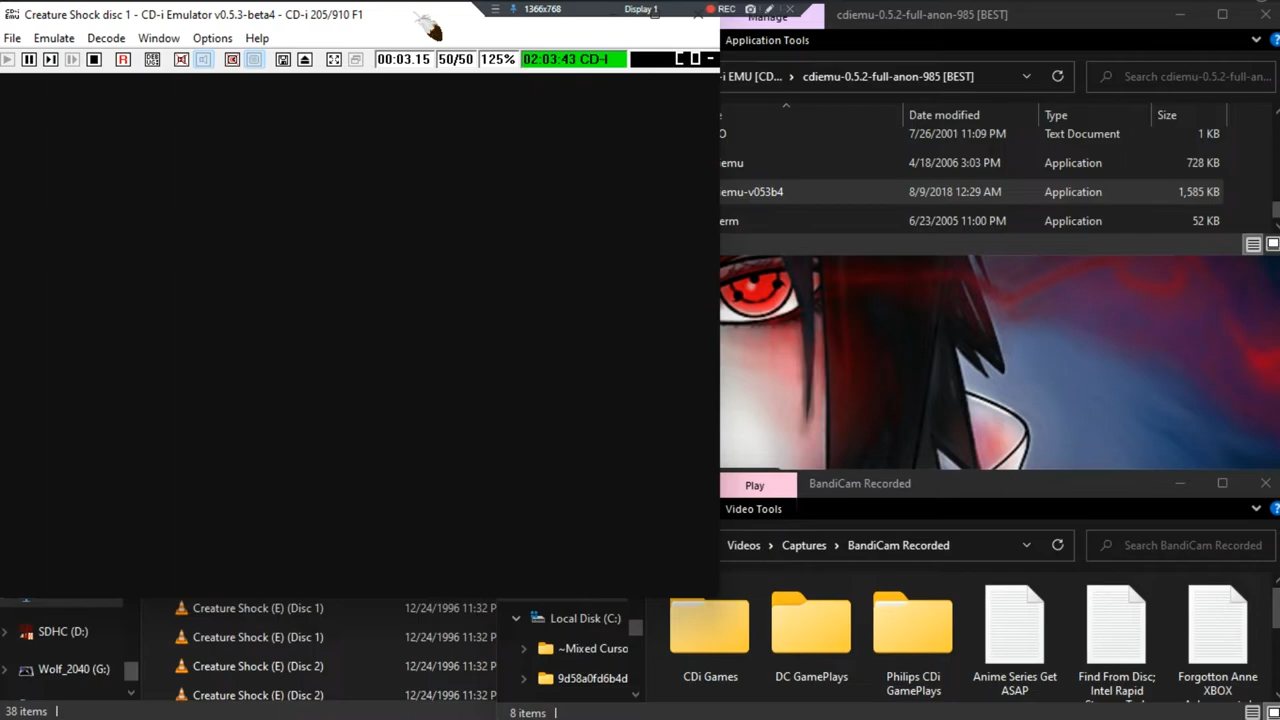 Creature Shock disc 1 - CD-i Emulator v0.5.3-beta4 - CD-i 205/910 F1
1366x768
Display 1
REC
Manage
cdiemu-0.5.2-full-anon-985 [BEST]
File
Emulate
Decode
Window
Options
Help
Application Tools
00:03.15
50/50
125%
02:03:43 CD-I
-i EMU [CD... > cdiemu-0.5.2-full-anon-985 [BEST]
Search cdiemu-0.5.2-full-an...
Date modified
Type
Size
O
7/26/2001 11:09 PM
Text Document
1 KB
emu
4/18/2006 3:03 PM
Application
728 KB
emu-v053b4
8/9/2018 12:29 AM
Application
1,585 KB
erm
6/23/2005 11:00 PM
Application
52 KB
Play
BandiCam Recorded
Video Tools
Videos > Captures > BandiCam Recorded
Search BandiCam Recorded
Creature Shock (E) (Disc 1)
12/24/1996 11:32 P
Creature Shock (E) (Disc 1)
12/24/1996 11:32 P
Creature Shock (E) (Disc 2)
12/24/1996 11:32 P
Creature Shock (E) (Disc 2)
12/24/1996 11:32 P
SDHC (D:)
Wolf_2040 (G:)
Local Disk (C:)
~Mixed Curso
9d58a0fd6b4d
CDi Games
DC GamePlays
Philips CDi
GamePlays
Anime Series Get
ASAP
Find From Disc;
Intel Rapid
Forgotton Anne
XBOX
38 items
8 items